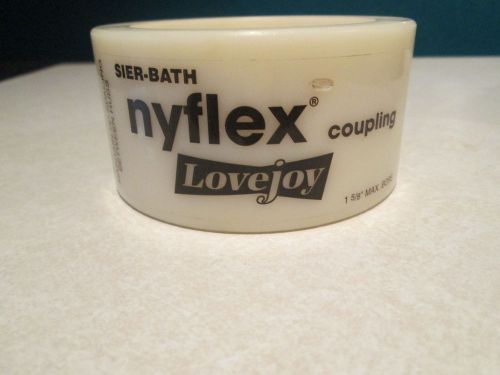 SIER-BATH
nyflex®
coupling
Lovejoy
1 5/8" MAX. BORE